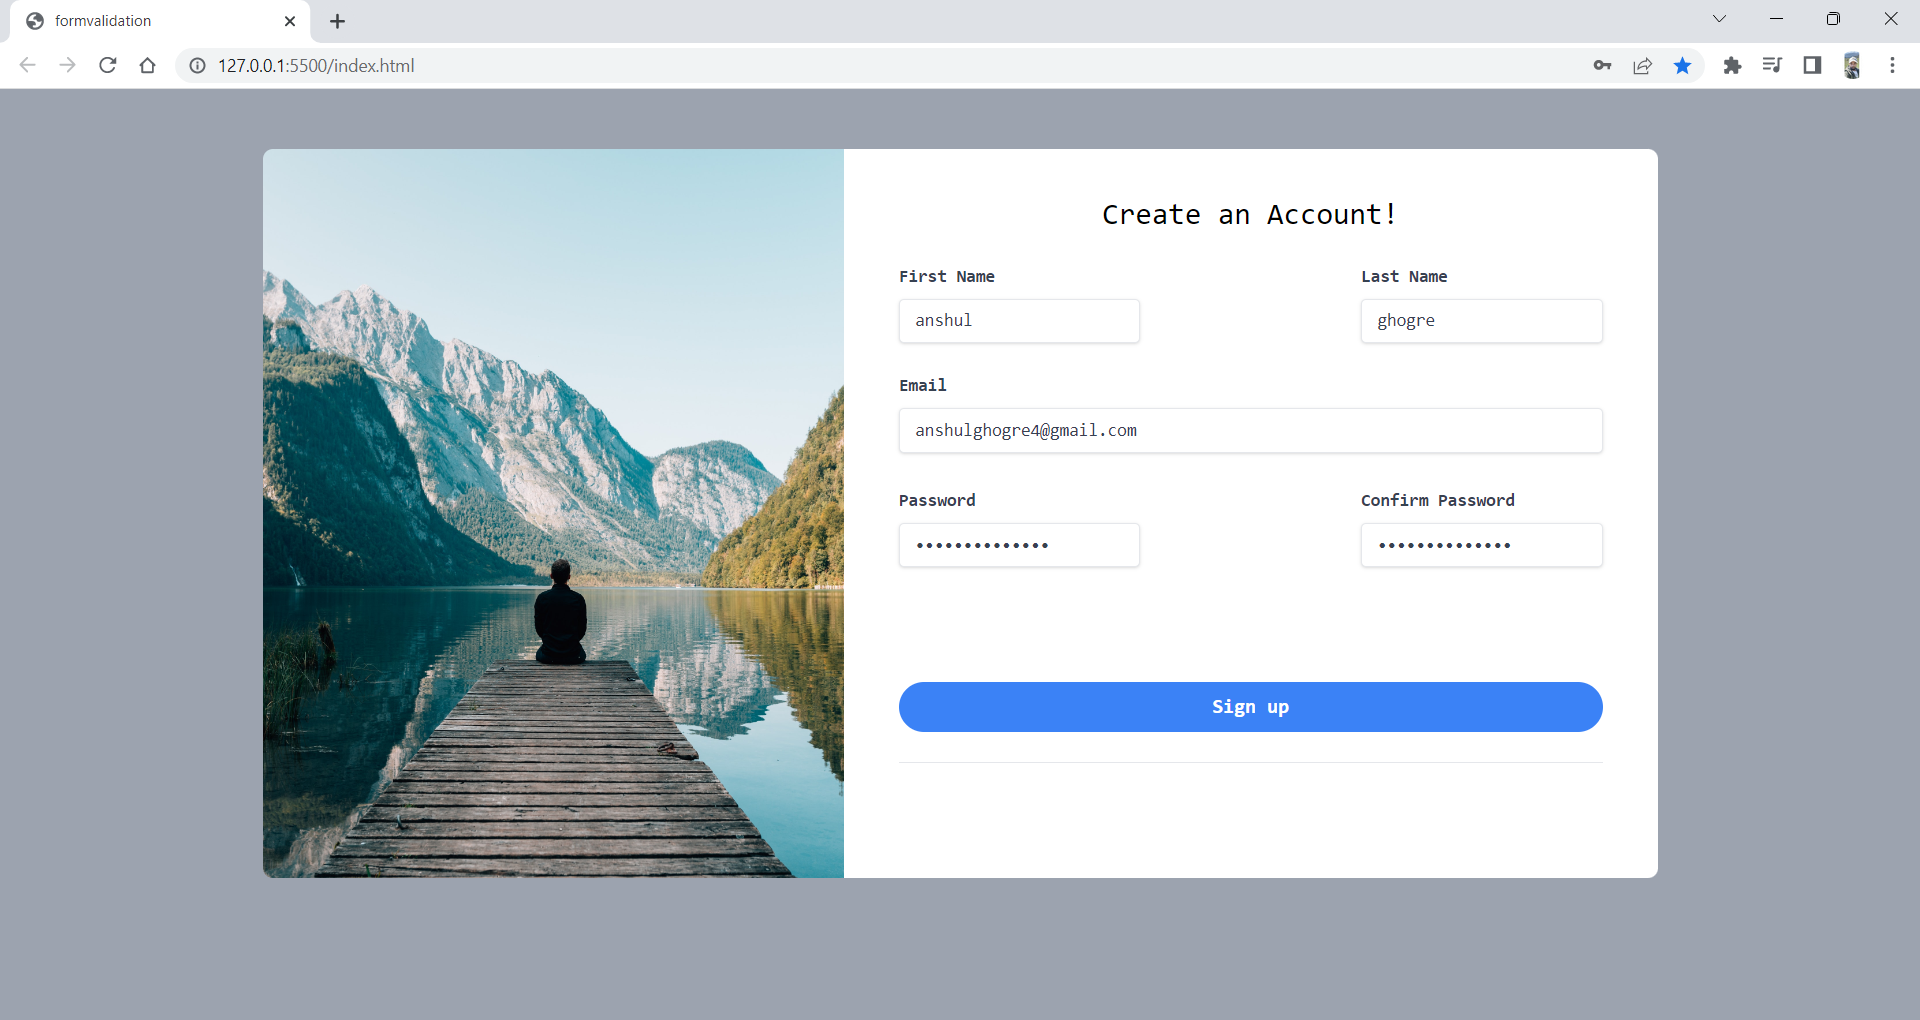 formvalidation
127.0.0.1:5500/index.html
Create an Account!
First Name Last Name
anshul ghogre
Email
anshulghogre4@gmail.com
Password Confirm Password
•••••••••••••• ••••••••••••••
Sign up